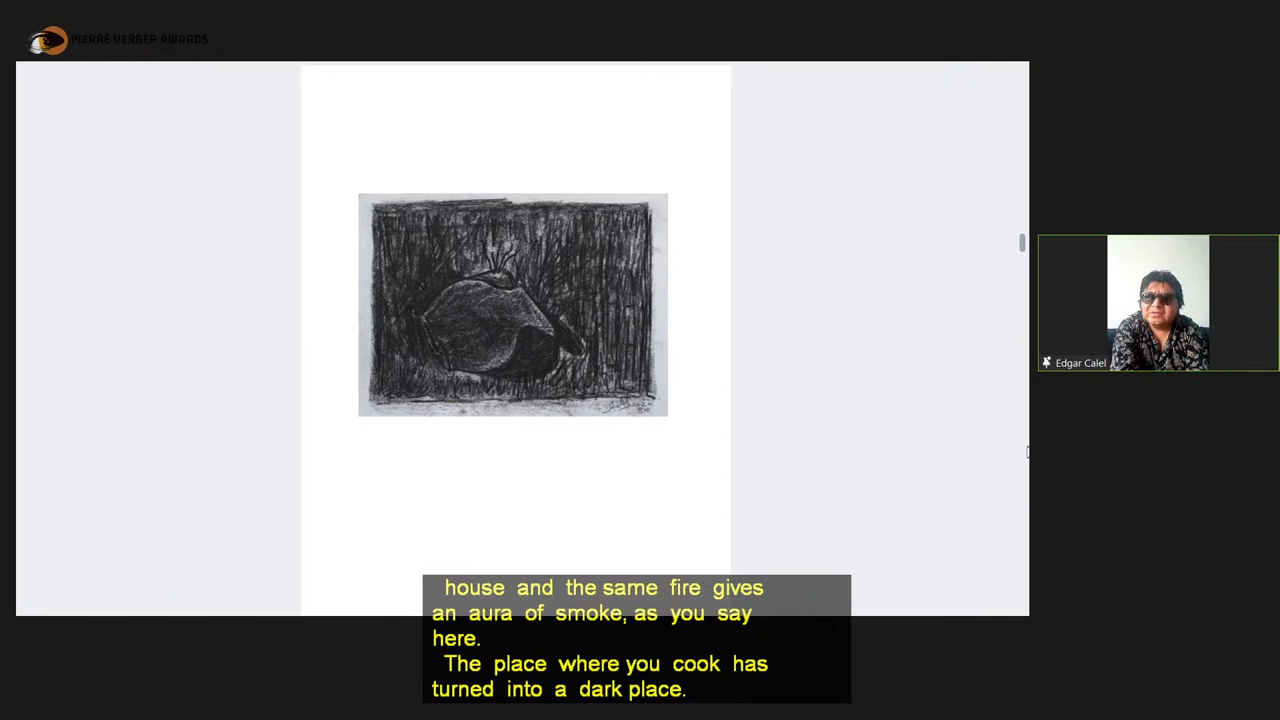 PIERRE VERGER AWARDS
Edgar Calel
house and the same fire gives
an aura of smoke, as you say
here.
The place where you cook has
turned into a dark place.